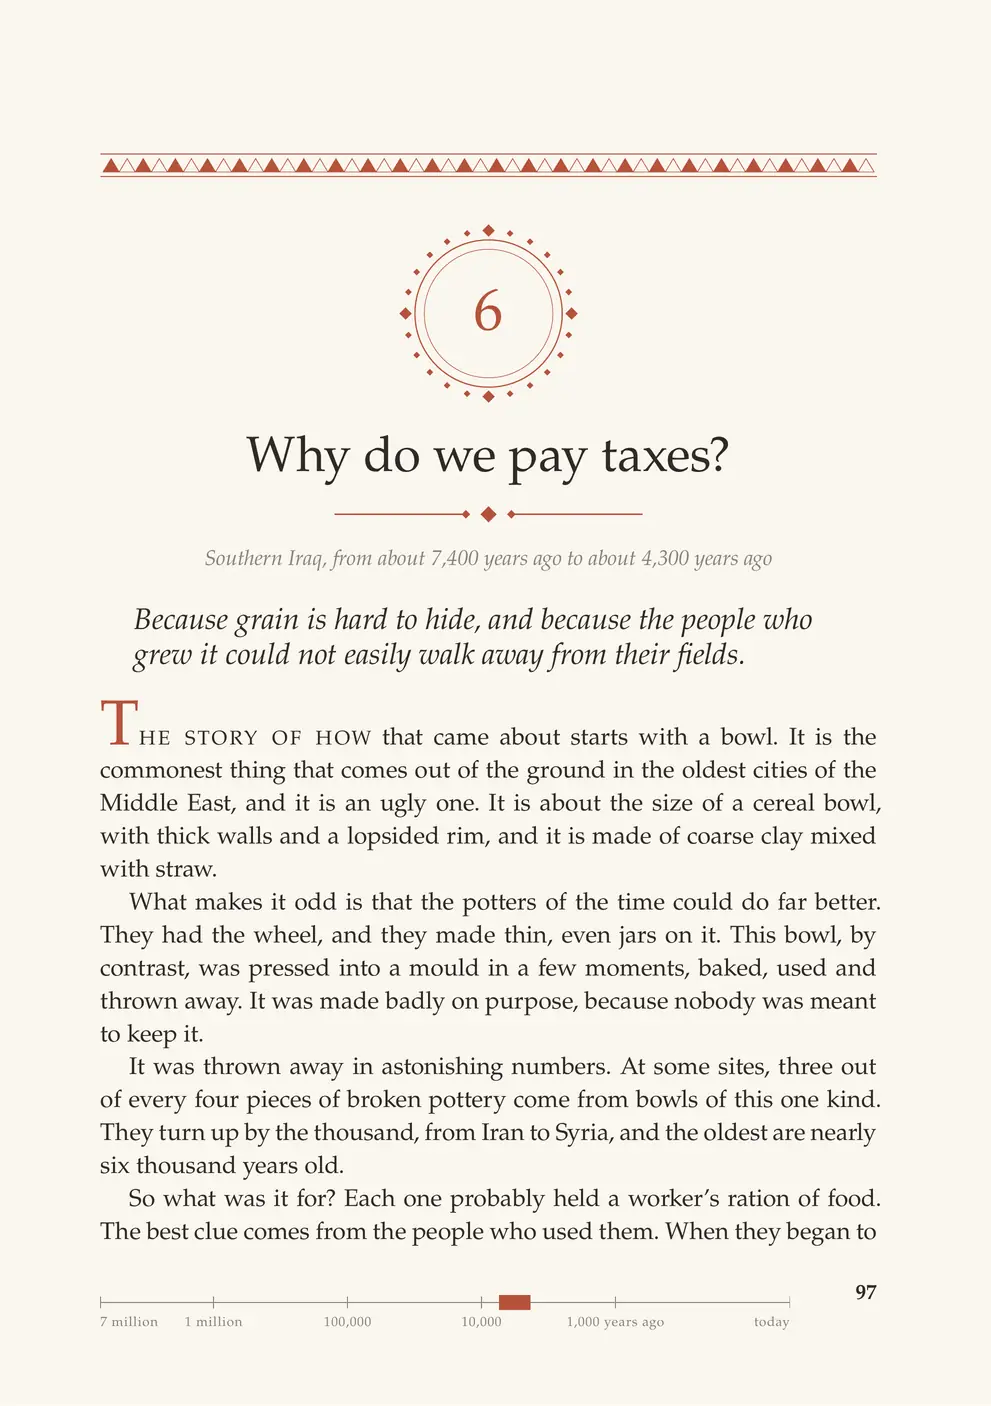 6
Why do we pay taxes?
Southern Iraq, from about 7,400 years ago to about 4,300 years ago
Because grain is hard to hide, and because the people who
grew it could not easily walk away from their fields.
THE STORY OF HOW that came about starts with a bowl. It is the
commonest thing that comes out of the ground in the oldest cities of the
Middle East, and it is an ugly one. It is about the size of a cereal bowl,
with thick walls and a lopsided rim, and it is made of coarse clay mixed
with straw.
What makes it odd is that the potters of the time could do far better.
They had the wheel, and they made thin, even jars on it. This bowl, by
contrast, was pressed into a mould in a few moments, baked, used and
thrown away. It was made badly on purpose, because nobody was meant
to keep it.
It was thrown away in astonishing numbers. At some sites, three out
of every four pieces of broken pottery come from bowls of this one kind.
They turn up by the thousand, from Iran to Syria, and the oldest are nearly
six thousand years old.
So what was it for? Each one probably held a worker’s ration of food.
The best clue comes from the people who used them. When they began to
97
7 million 1 million 100,000 10,000 1,000 years ago today